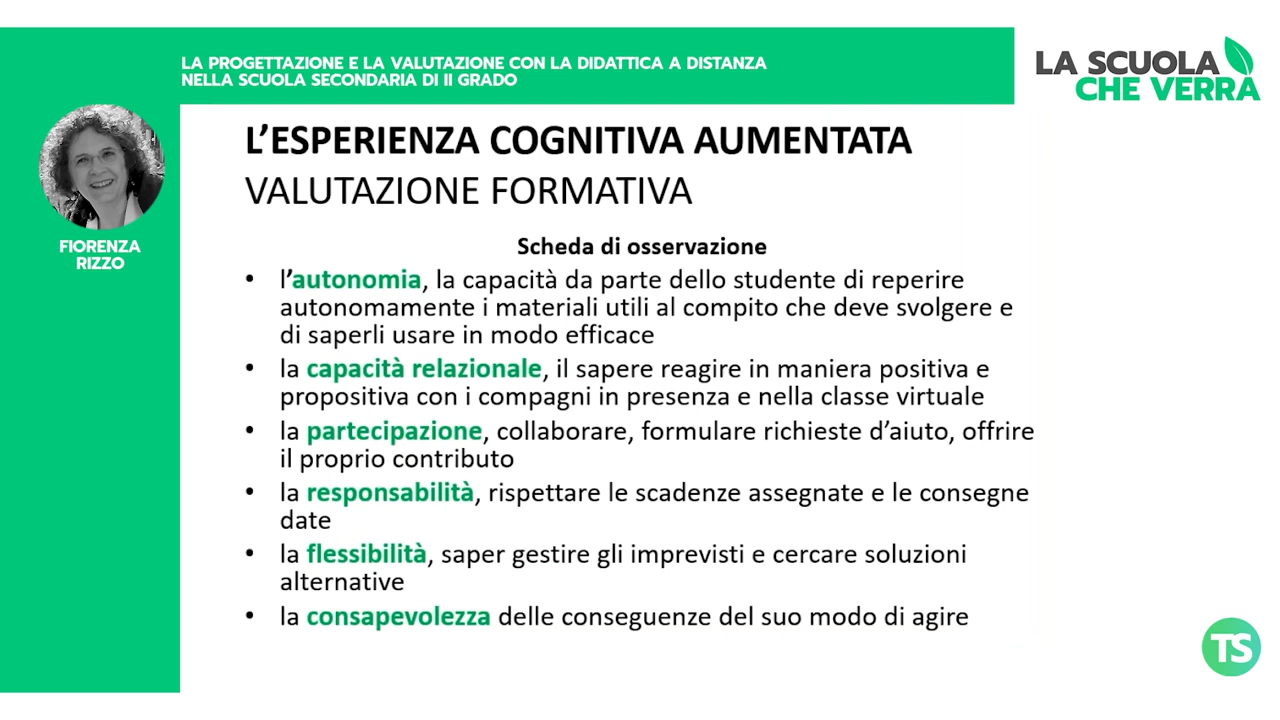 LA PROGETTAZIONE E LA VALUTAZIONE CON LA DIDATTICA A DISTANZA
NELLA SCUOLA SECONDARIA DI II GRADO
LA SCUOLA
CHE VERRÀ
FIORENZA
RIZZO
L'ESPERIENZA COGNITIVA AUMENTATA
VALUTAZIONE FORMATIVA
Scheda di osservazione
• l'autonomia, la capacità da parte dello studente di reperire
autonomamente i materiali utili al compito che deve svolgere e
di saperli usare in modo efficace
• la capacità relazionale, il sapere reagire in maniera positiva e
propositiva con i compagni in presenza e nella classe virtuale
• la partecipazione, collaborare, formulare richieste d'aiuto, offrire
il proprio contributo
• la responsabilità, rispettare le scadenze assegnate e le consegne
date
• la flessibilità, saper gestire gli imprevisti e cercare soluzioni
alternative
• la consapevolezza delle conseguenze del suo modo di agire
TS